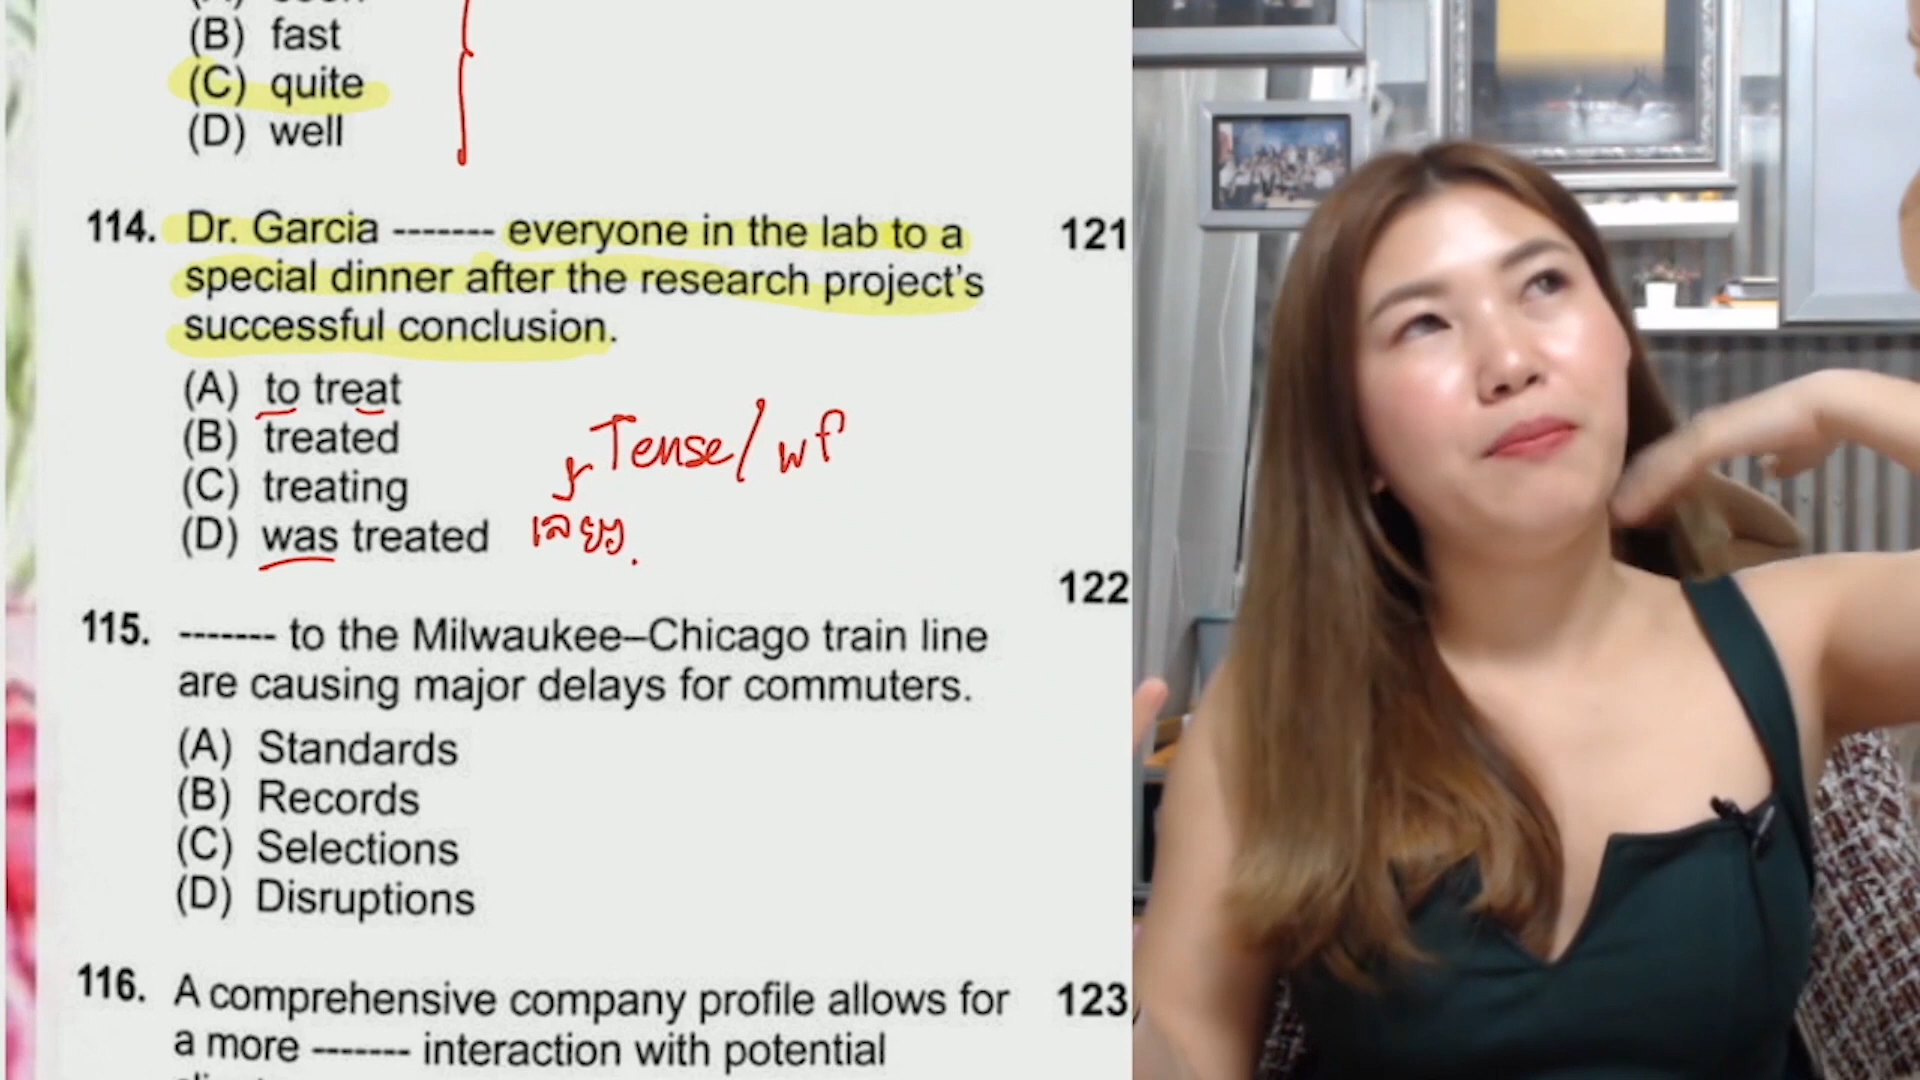 (B) fast
(C) quite
(D) well
114. Dr. Garcia ------- everyone in the lab to a
special dinner after the research project's
successful conclusion.
(A) to treat
(B) treated
(C) treating
(D) was treated
Tense/ wf
115. ------- to the Milwaukee–Chicago train line
are causing major delays for commuters.
(A) Standards
(B) Records
(C) Selections
(D) Disruptions
116. A comprehensive company profile allows for
a more ------- interaction with potential
121
122
123